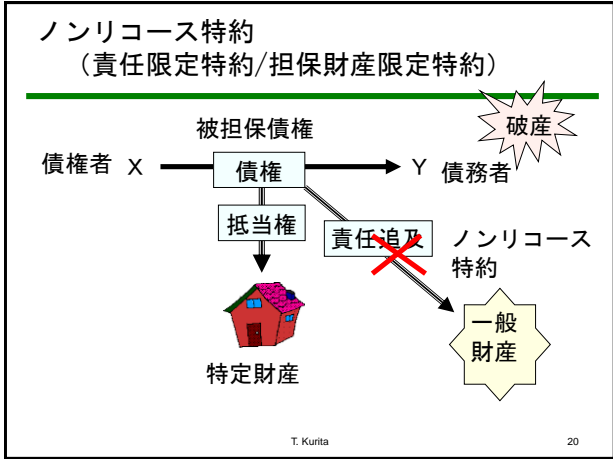 ノンリコース特約
（責任限定特約/担保財産限定特約）
破産
被担保債権
債権者 X
債権
Y 債務者
抵当権
責任追及
ノンリコース
特約
一般
財産
特定財産
T. Kurita
20